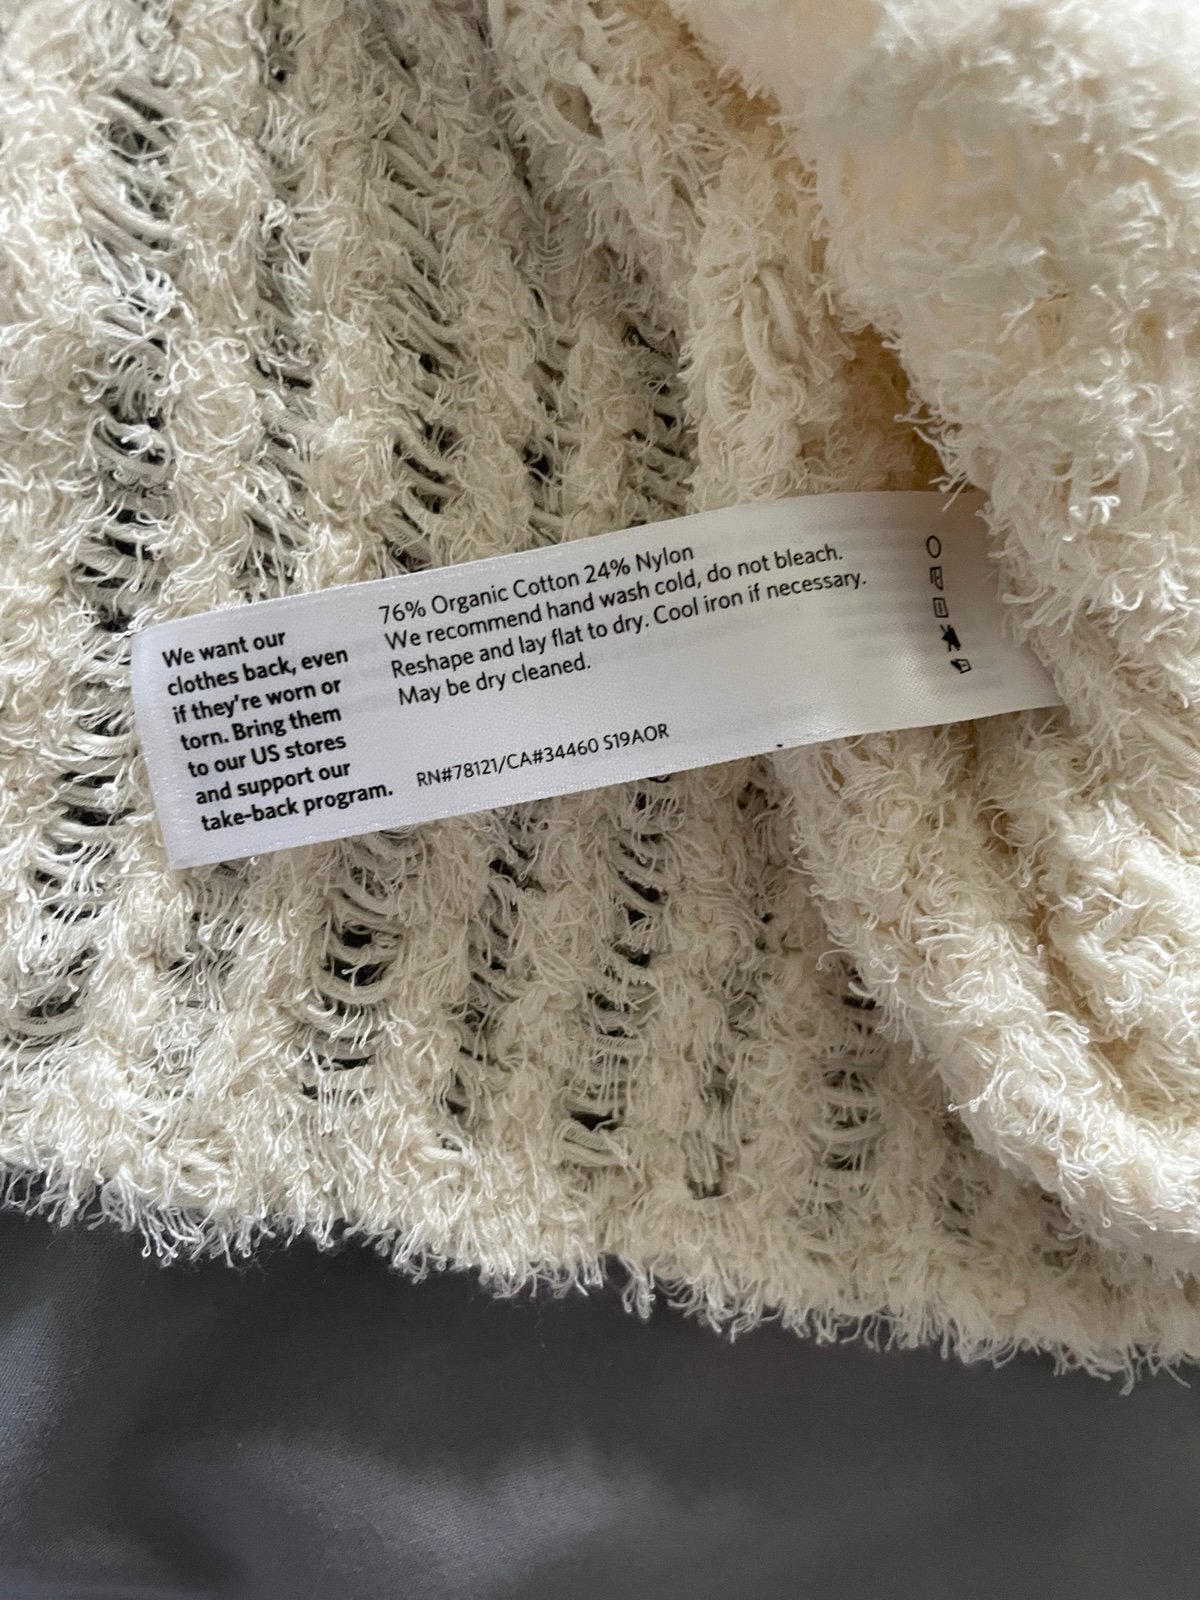 We want our
clothes back, even
if they're worn or
torn. Bring them
to our US stores
and support our
take-back program.
76% Organic Cotton 24% Nylon
We recommend hand wash cold, do not bleach.
Reshape and lay flat to dry. Cool iron if necessary.
May be dry cleaned.
RN#78121/CA#34460 S19AOR